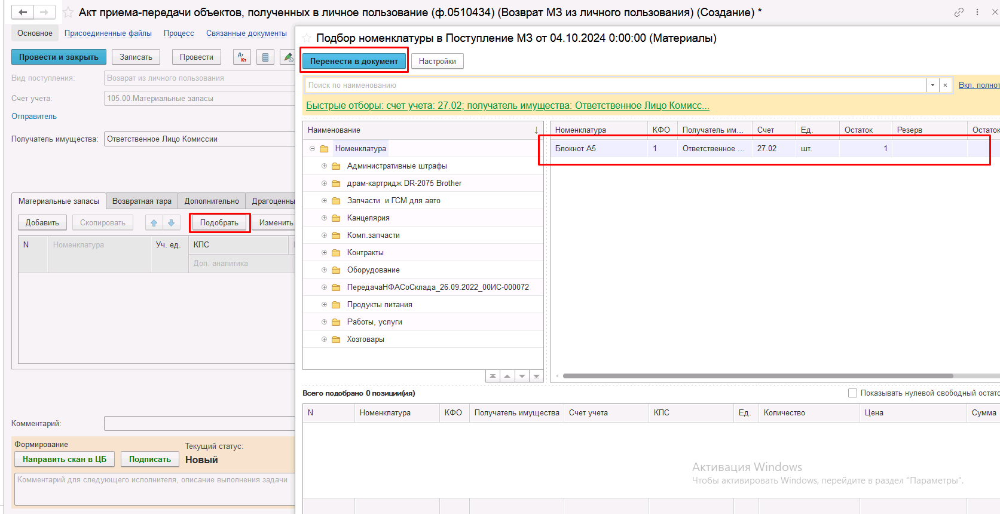 Акт приема-передачи объектов, полученных в личное пользование (ф.0510434) (Возврат МЗ из личного пользования) (Создание) *
Основное Присоединенные файлы Процесс Связанные документы
Провести и закрыть Записать Провести Дт Кт
Вид поступления: Возврат из личного пользования
Счет учета: 105.00.Материальные запасы
Отправитель
Получатель имущества: Ответственное Лицо Комиссии
Материальные запасы Возвратная тара Дополнительно Драгоценны
Добавить Скопировать Подобрать Изменить
N Номенклатура Уч. ед. КПС
Доп. аналитика
Комментарий:
Формирование
Текущий статус:
Направить скан в ЦБ Подписать Новый
Комментарий для следующего исполнителя, описание выполнения задачи
Подбор номенклатуры в Поступление МЗ от 04.10.2024 0:00:00 (Материалы)
Перенести в документ Настройки
Поиск по наименованию Вкл. полнот
Быстрые отборы: счет учета: 27.02; получатель имущества: Ответственное Лицо Комисс...
Наименование ↓
Номенклатура
Административные штрафы
драм-картридж DR-2075 Brother
Запчасти и ГСМ для авто
Канцелярия
Комп.запчасти
Контракты
Оборудование
ПередачаНФАСоСклада_26.09.2022_00ИС-000072
Продукты питания
Работы, услуги
Хозтовары
Номенклатура КФО Получатель им... Счет Ед. Остаток Резерв Остаток
Блокнот А5 1 Ответственное ... 27.02 шт. 1
Всего подобрано 0 позиции(ия) Показывать нулевой свободный остато
N Номенклатура КФО Получатель имущества Счет учета КПС Ед. Количество Цена Сумма
Активация Windows
Чтобы активировать Windows, перейдите в раздел "Параметры".